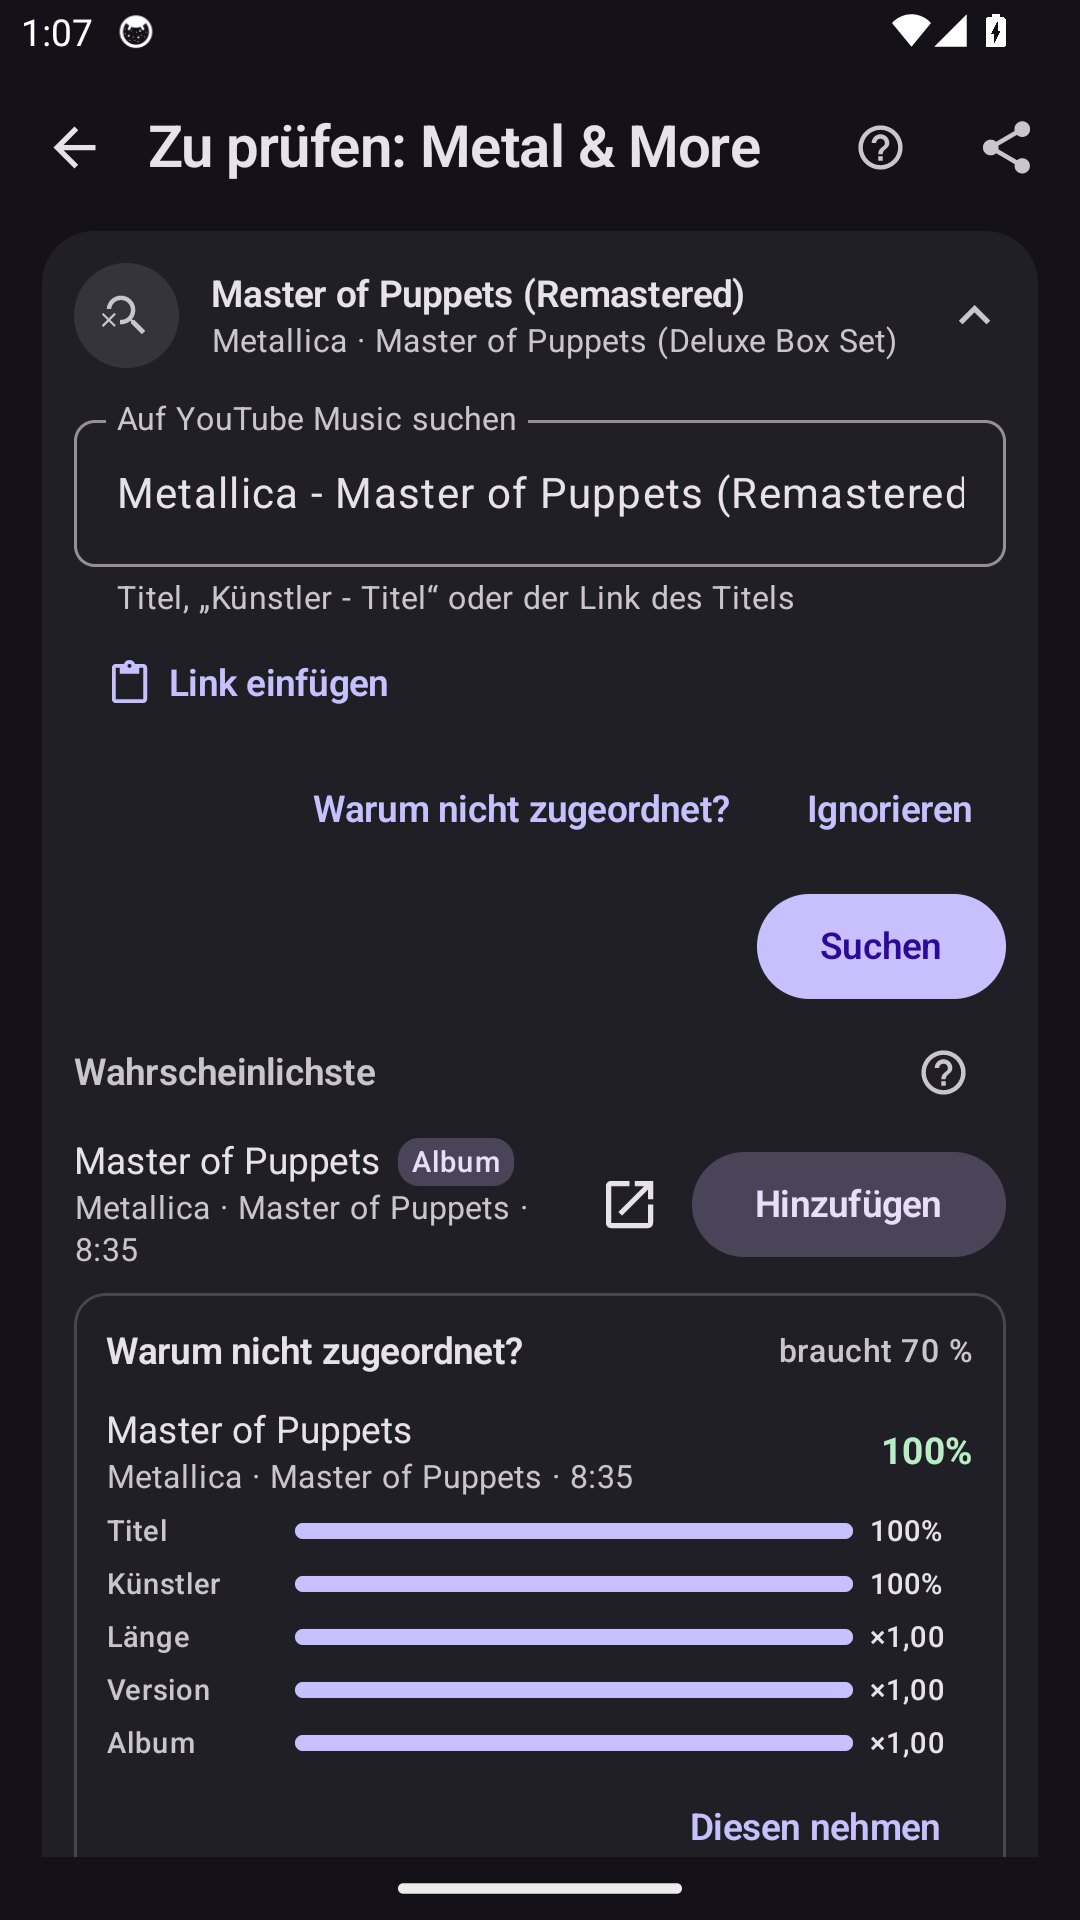 1:07
Zu prüfen: Metal & More
Master of Puppets (Remastered)
Metallica · Master of Puppets (Deluxe Box Set)
Auf YouTube Music suchen
Metallica - Master of Puppets (Remastered
Titel, „Künstler - Titel“ oder der Link des Titels
Link einfügen
Warum nicht zugeordnet?
Ignorieren
Suchen
Wahrscheinlichste
Master of Puppets Album
Metallica · Master of Puppets ·
8:35
Hinzufügen
Warum nicht zugeordnet? braucht 70 %
Master of Puppets
Metallica · Master of Puppets · 8:35
100%
Titel 100%
Künstler 100%
Länge ×1,00
Version ×1,00
Album ×1,00
Diesen nehmen